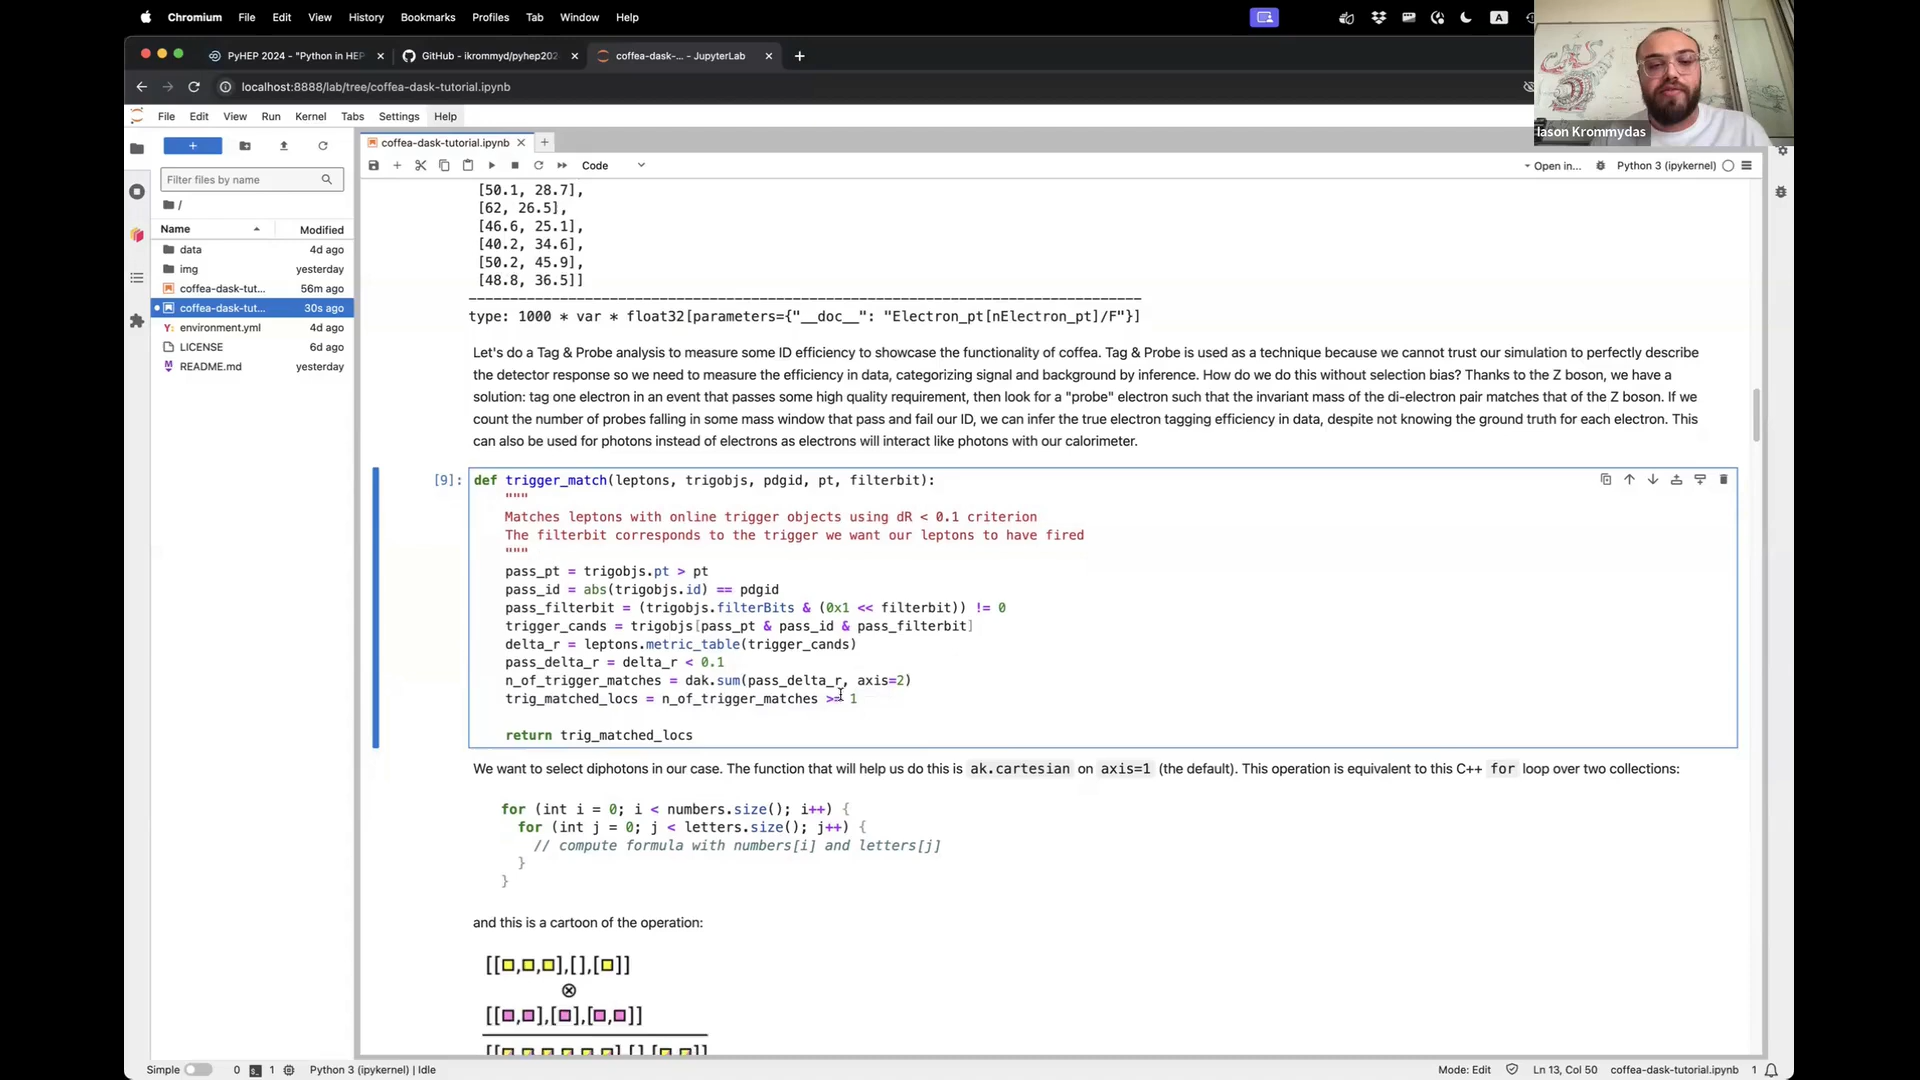 Chromium File Edit View History Bookmarks Profiles Tab Window Help A
PyHEP 2024 - "Python in HEP
GitHub - ikrommyd/pyhep202
coffea-dask-... - JupyterLab
localhost:8888/lab/tree/coffea-dask-tutorial.ipynb
Iason Krommydas
File Edit View Run Kernel Tabs Settings Help
coffea-dask-tutorial.ipynb
Code
Open in...
Python 3 (ipykernel)
Filter files by name
/
Name Modified
data 4d ago
img yesterday
coffea-dask-tut... 56m ago
coffea-dask-tut... 30s ago
environment.yml 4d ago
LICENSE 6d ago
README.md yesterday
[50.1, 28.7],
[62, 26.5],
[46.6, 25.1],
[40.2, 34.6],
[50.2, 45.9],
[48.8, 36.5]]
type: 1000 * var * float32[parameters={"__doc__": "Electron_pt[nElectron_pt]/F"}]
Let's do a Tag & Probe analysis to measure some ID efficiency to showcase the functionality of coffea. Tag & Probe is used as a technique because we cannot trust our simulation to perfectly describe
the detector response so we need to measure the efficiency in data, categorizing signal and background by inference. How do we do this without selection bias? Thanks to the Z boson, we have a
solution: tag one electron in an event that passes some high quality requirement, then look for a "probe" electron such that the invariant mass of the di-electron pair matches that of the Z boson. If we
count the number of probes falling in some mass window that pass and fail our ID, we can infer the true electron tagging efficiency in data, despite not knowing the ground truth for each electron. This
can also be used for photons instead of electrons as electrons will interact like photons with our calorimeter.
[9]: def trigger_match(leptons, trigobjs, pdgid, pt, filterbit):
"""
Matches leptons with online trigger objects using dR < 0.1 criterion
The filterbit corresponds to the trigger we want our leptons to have fired
"""
pass_pt = trigobjs.pt > pt
pass_id = abs(trigobjs.id) == pdgid
pass_filterbit = (trigobjs.filterBits & (0x1 << filterbit)) != 0
trigger_cands = trigobjs[pass_pt & pass_id & pass_filterbit]
delta_r = leptons.metric_table(trigger_cands)
pass_delta_r = delta_r < 0.1
n_of_trigger_matches = dak.sum(pass_delta_r, axis=2)
trig_matched_locs = n_of_trigger_matches >= 1
return trig_matched_locs
We want to select diphotons in our case. The function that will help us do this is ak.cartesian on axis=1 (the default). This operation is equivalent to this C++ for loop over two collections:
for (int i = 0; i < numbers.size(); i++) {
for (int j = 0; j < letters.size(); j++) {
// compute formula with numbers[i] and letters[j]
}
}
and this is a cartoon of the operation:
Simple 0 1 Python 3 (ipykernel) | Idle
Mode: Edit Ln 13, Col 50 coffea-dask-tutorial.ipynb 1